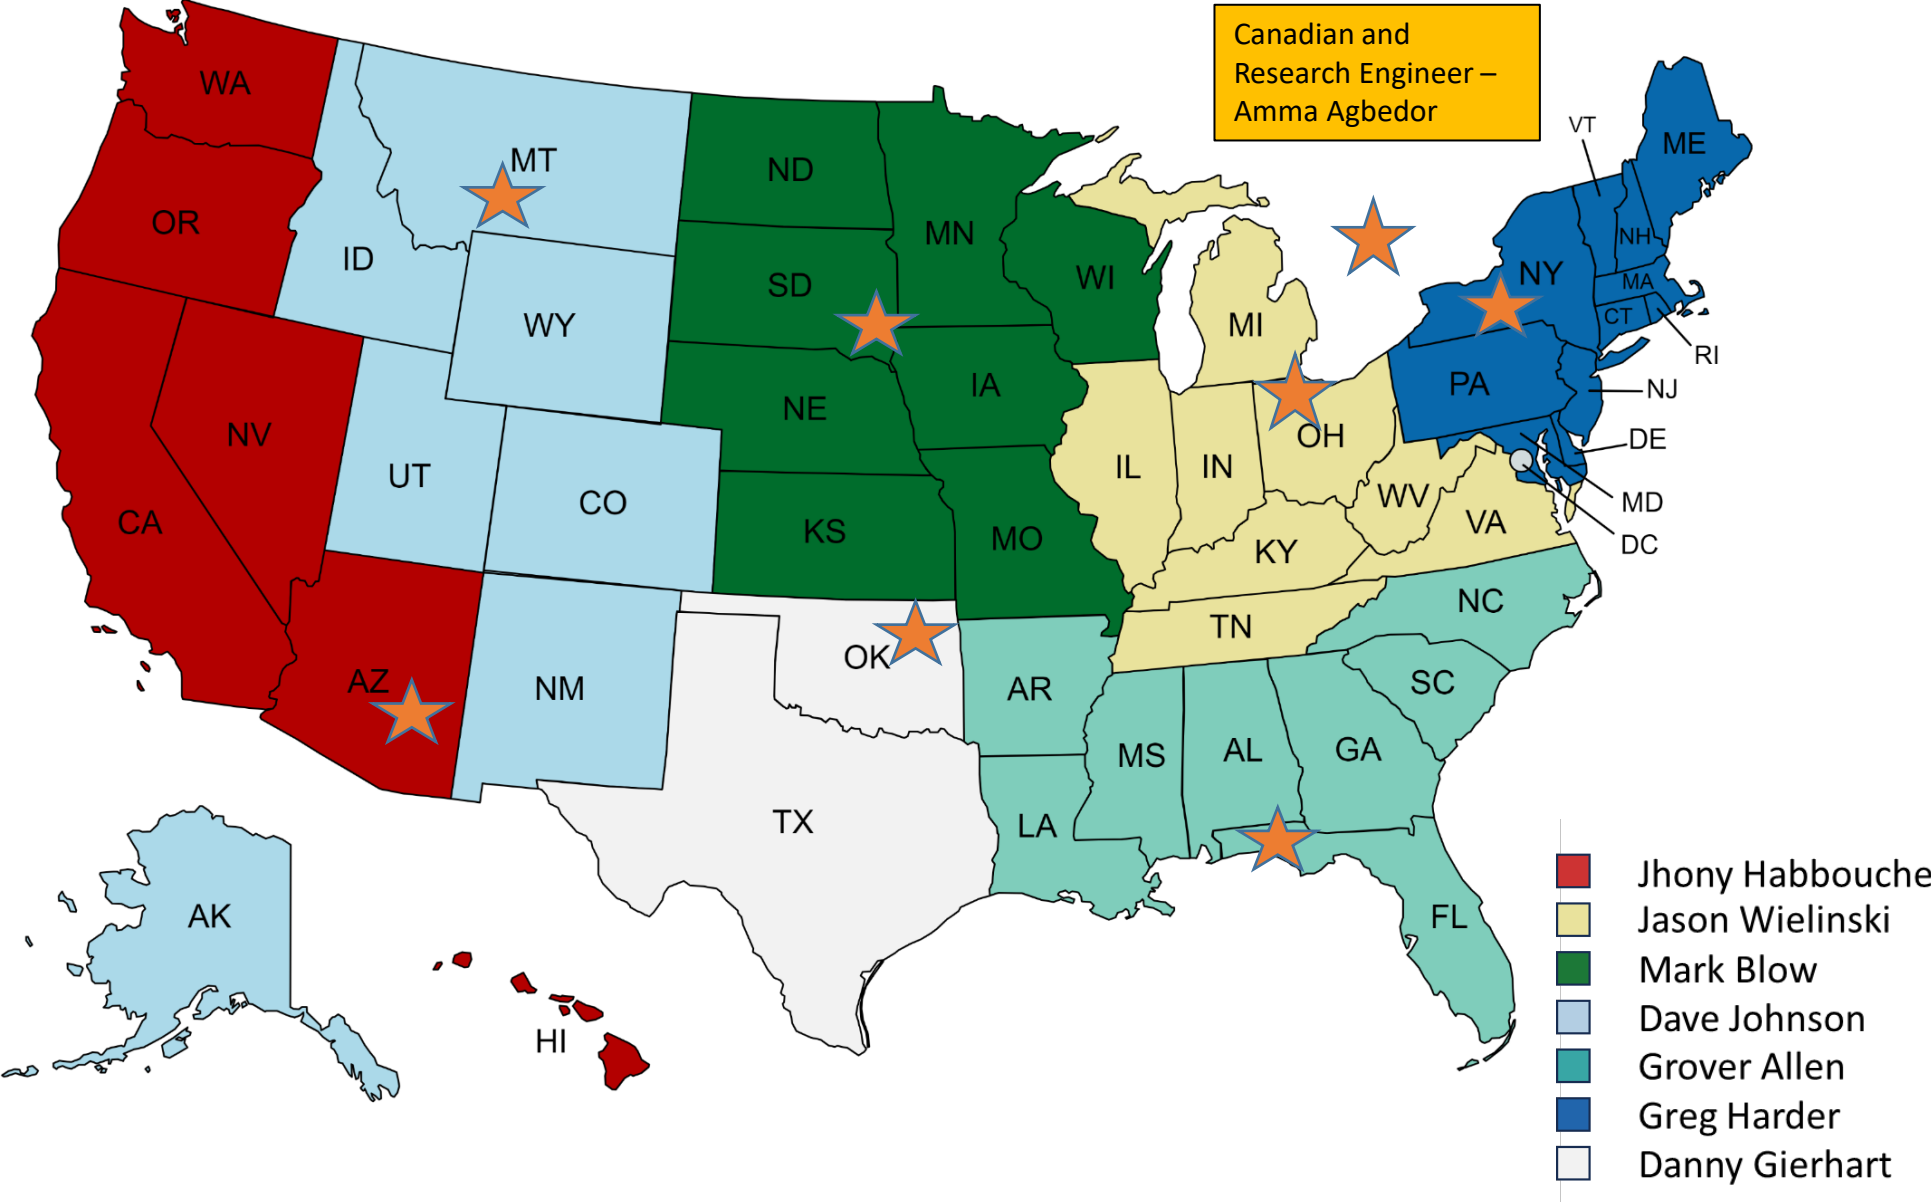 Canadian and
Research Engineer –
Amma Agbedor
WA
OR
CA
NV
ID
MT
WY
UT
CO
AZ
NM
ND
SD
NE
KS
OK
TX
MN
IA
MO
AR
LA
WI
IL
MI
IN
OH
KY
TN
MS
AL
GA
FL
SC
NC
VA
WV
PA
NY
VT
NH
ME
MA
CT
RI
NJ
DE
MD
DC
AK
HI
Jhony Habbouche
Jason Wielinski
Mark Blow
Dave Johnson
Grover Allen
Greg Harder
Danny Gierhart